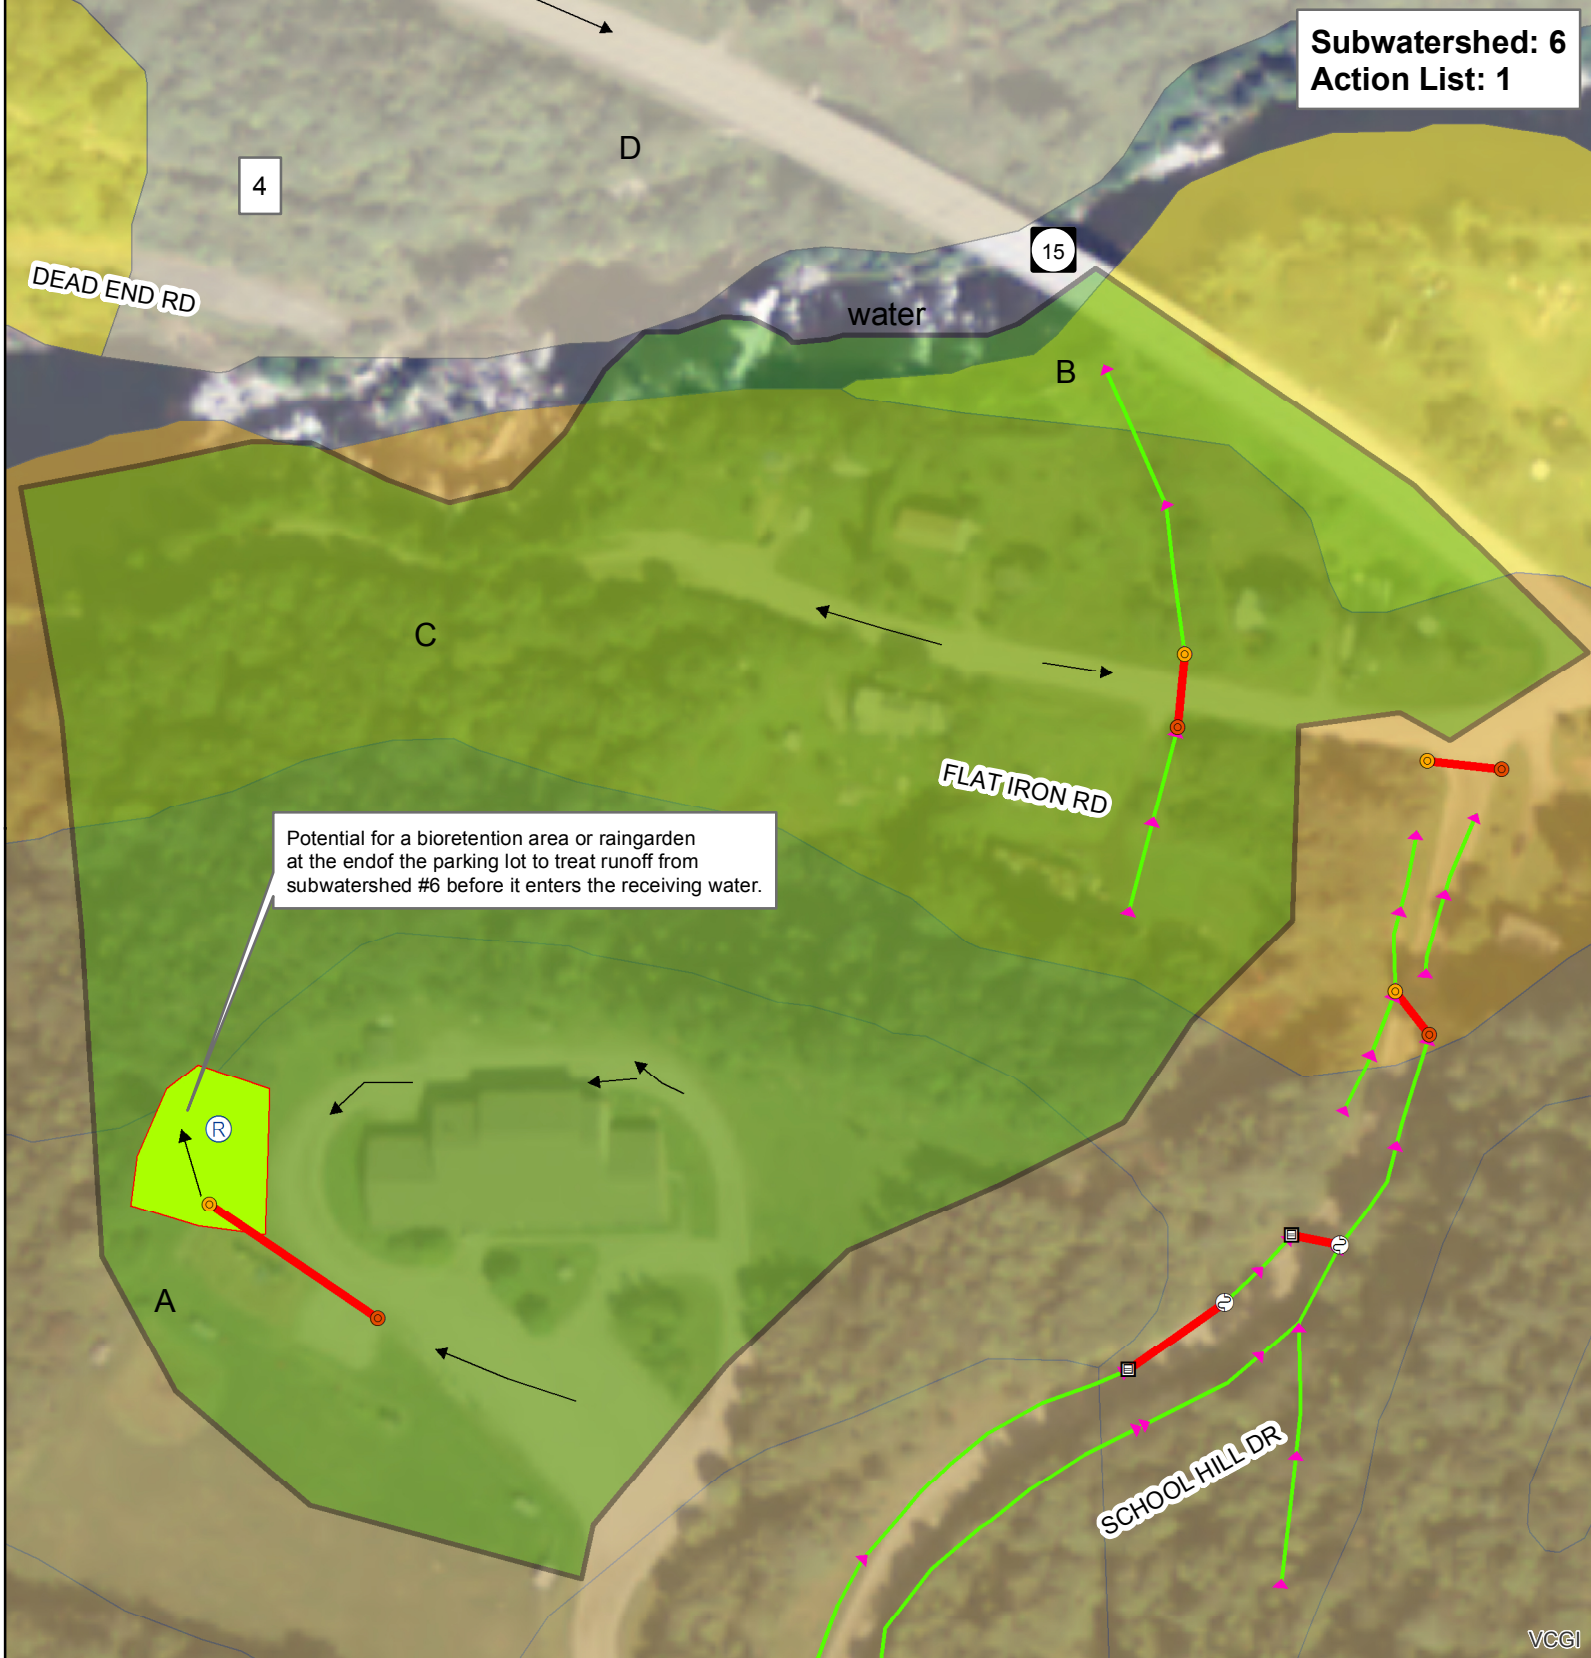 Subwatershed: 6
Action List: 1
D
4
15
DEAD END RD
water
B
C
FLAT IRON RD
Potential for a bioretention area or raingarden
at the endof the parking lot to treat runoff from
subwatershed #6 before it enters the receiving water.
R
A
SCHOOL HILL DR
VCGI